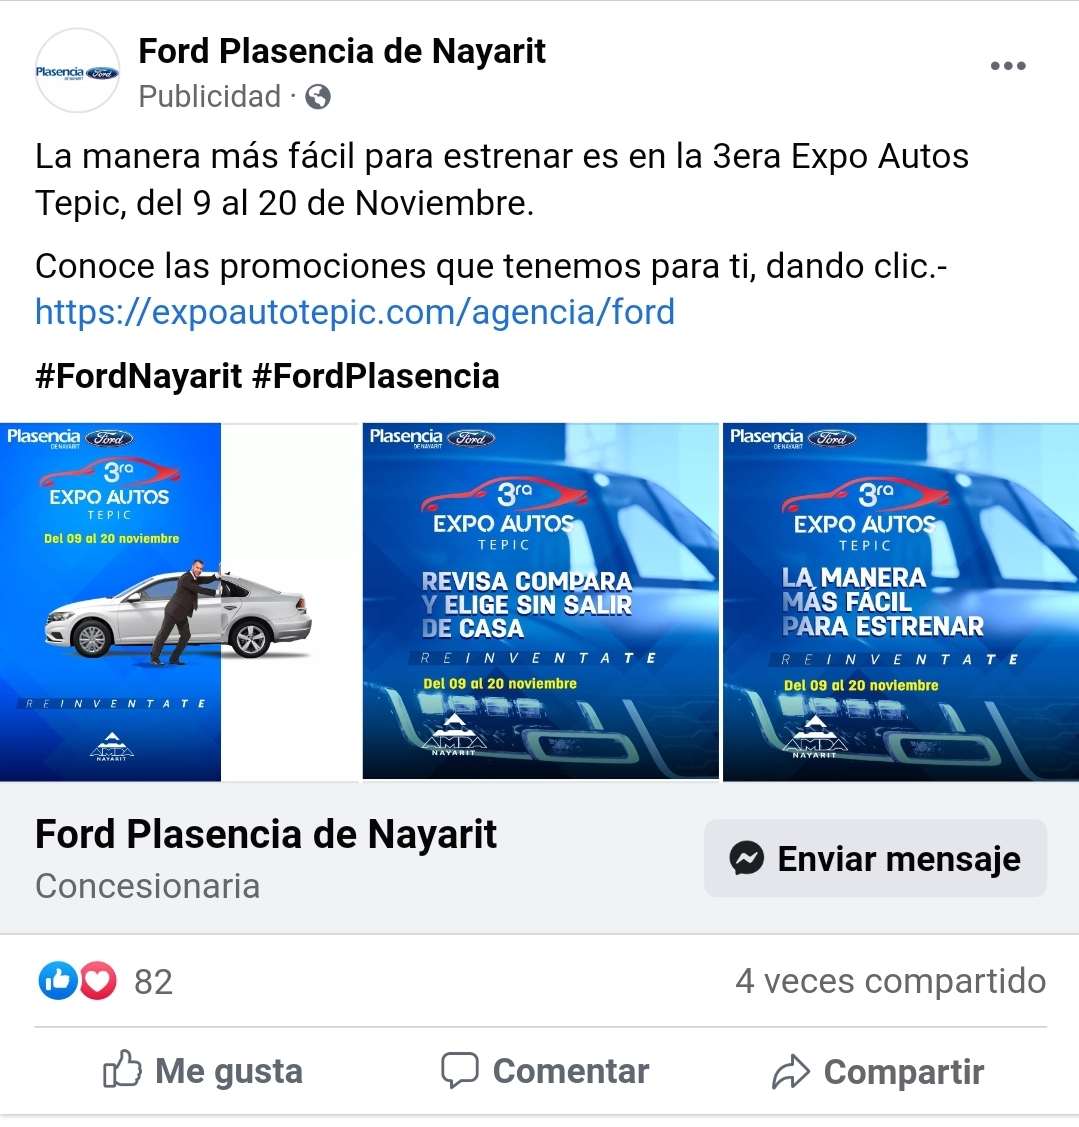 Plasencia Ford
DE NAYARIT
Ford Plasencia de Nayarit
Publicidad ·
La manera más fácil para estrenar es en la 3era Expo Autos
Tepic, del 9 al 20 de Noviembre.
Conoce las promociones que tenemos para ti, dando clic.-
https://expoautotepic.com/agencia/ford
#FordNayarit #FordPlasencia
Plasencia Ford
DE NAYARIT
3ra
EXPO AUTOS
TEPIC
Del 09 al 20 noviembre
REINVENTATE
AMDA
NAYARIT
Plasencia Ford
DE NAYARIT
3ra
EXPO AUTOS
TEPIC
REVISA COMPARA
Y ELIGE SIN SALIR
DE CASA
REINVENTATE
Del 09 al 20 noviembre
AMDA
NAYARIT
Plasencia Ford
DE NAYARIT
3ra
EXPO AUTOS
TEPIC
LA MANERA
MÁS FÁCIL
PARA ESTRENAR
REINVENTATE
Del 09 al 20 noviembre
AMDA
NAYARIT
Ford Plasencia de Nayarit
Concesionaria
Enviar mensaje
82
4 veces compartido
Me gusta
Comentar
Compartir